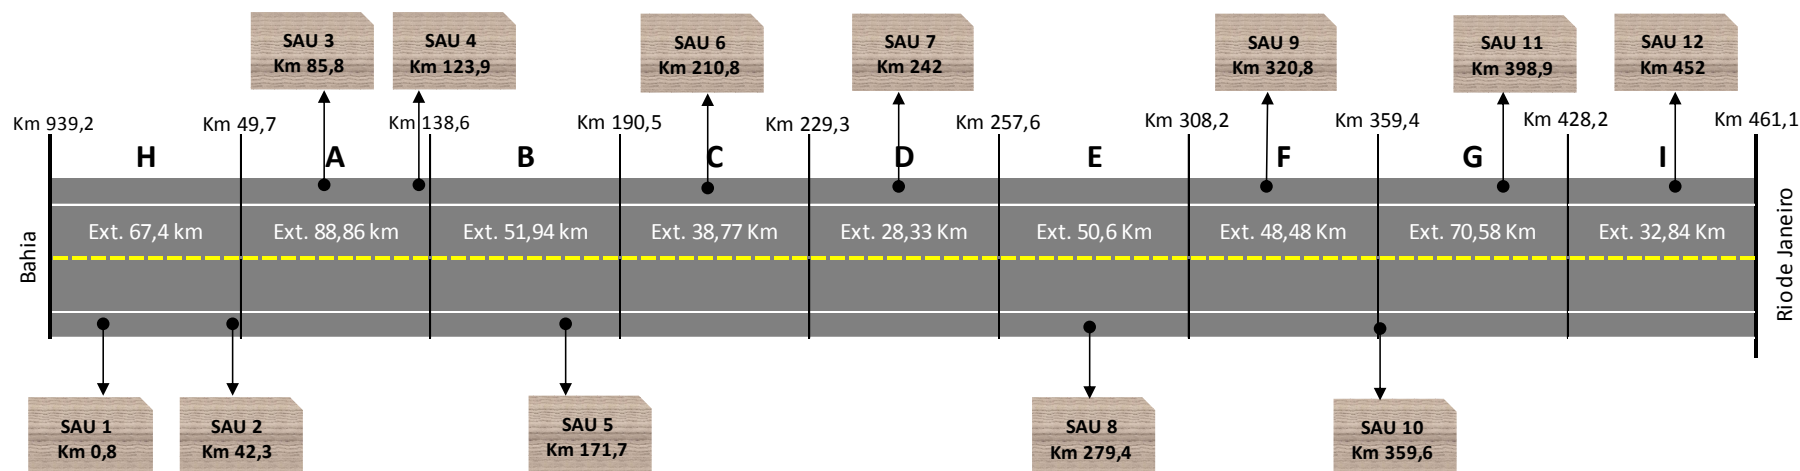 SAU 3
Km 85,8
SAU 4
Km 123,9
SAU 6
Km 210,8
SAU 7
Km 242
SAU 9
Km 320,8
SAU 11
Km 398,9
SAU 12
Km 452
Km 939,2
Km 49,7
Km 138,6
Km 190,5
Km 229,3
Km 257,6
Km 308,2
Km 359,4
Km 428,2
Km 461,1
H
A
B
C
D
E
F
G
I
Bahia
Ext. 67,4 km
Ext. 88,86 km
Ext. 51,94 km
Ext. 38,77 Km
Ext. 28,33 Km
Ext. 50,6 Km
Ext. 48,48 Km
Ext. 70,58 Km
Ext. 32,84 Km
Rio de Janeiro
SAU 1
Km 0,8
SAU 2
Km 42,3
SAU 5
Km 171,7
SAU 8
Km 279,4
SAU 10
Km 359,6